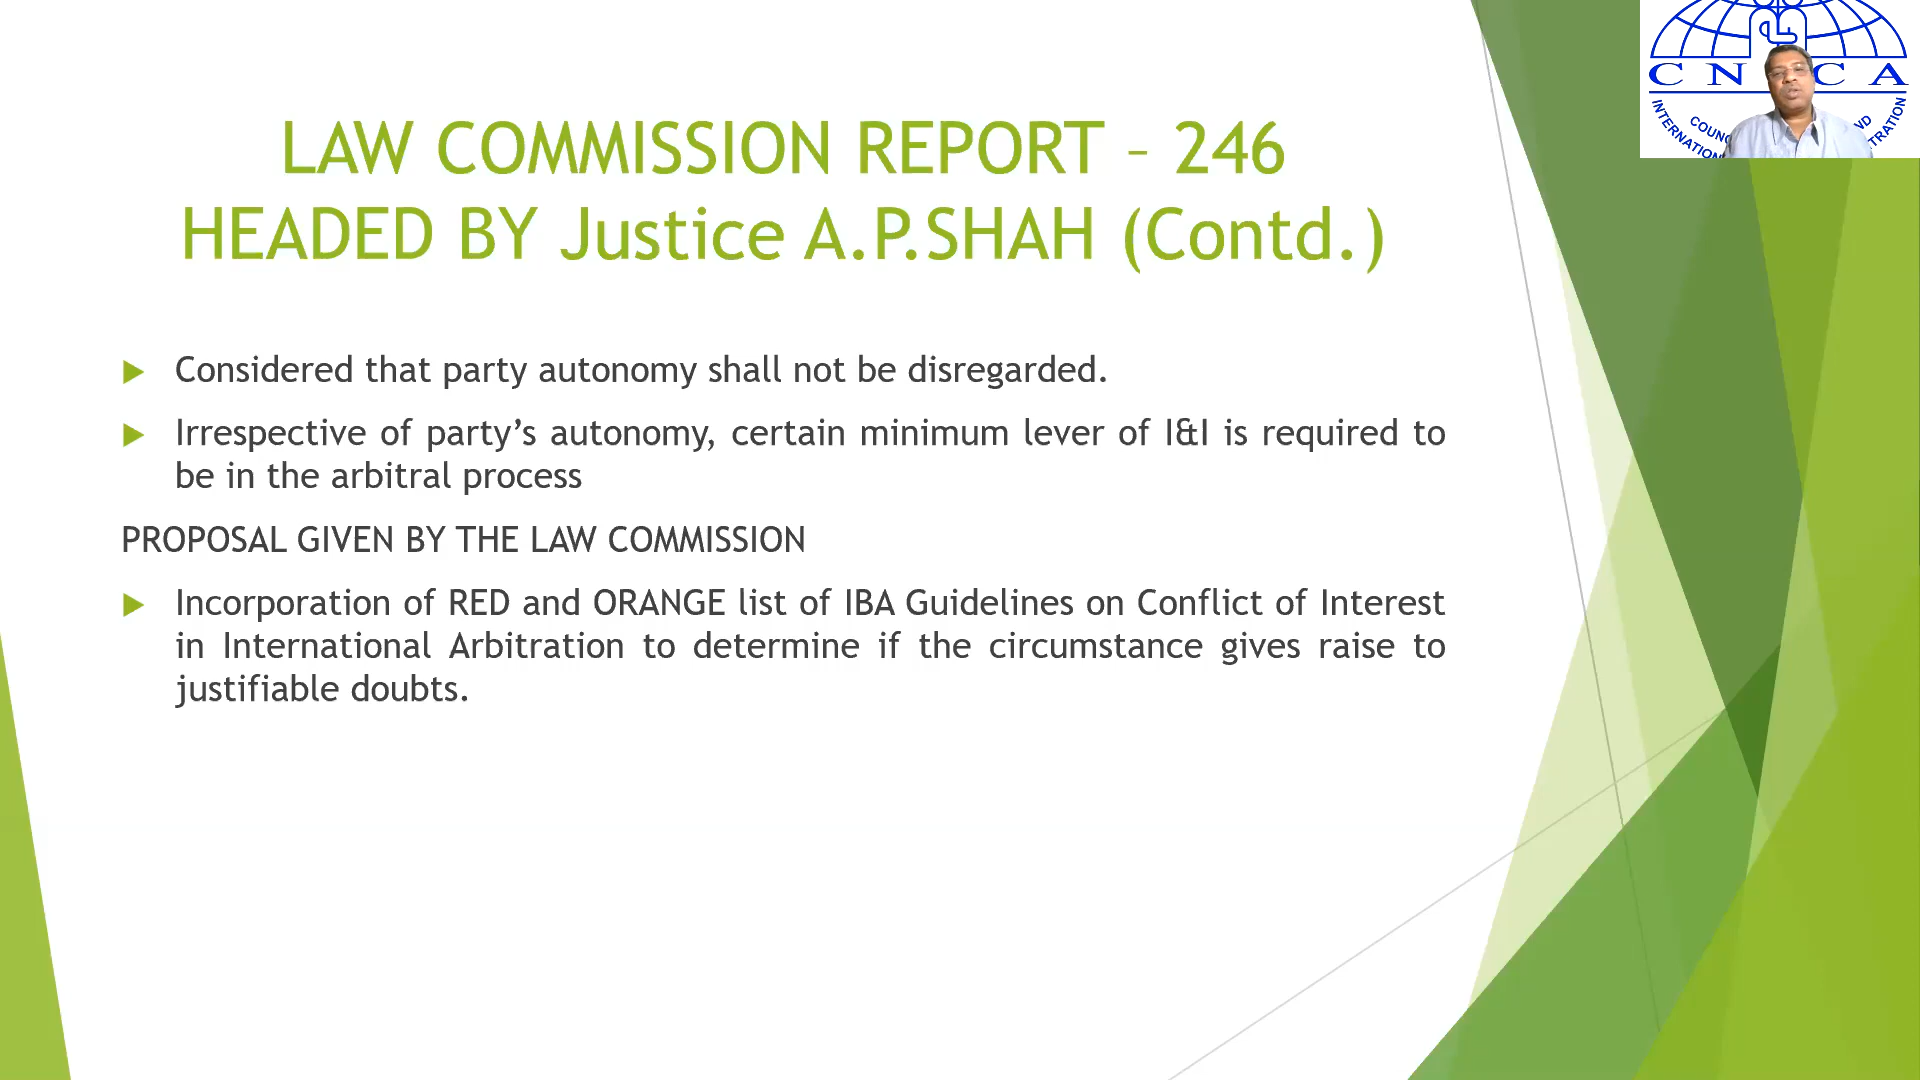 LAW COMMISSION REPORT – 246
HEADED BY Justice A.P.SHAH (Contd.)
Considered that party autonomy shall not be disregarded.
Irrespective of party’s autonomy, certain minimum lever of I&I is required to
be in the arbitral process
PROPOSAL GIVEN BY THE LAW COMMISSION
Incorporation of RED and ORANGE list of IBA Guidelines on Conflict of Interest
in International Arbitration to determine if the circumstance gives raise to
justifiable doubts.
C N CA